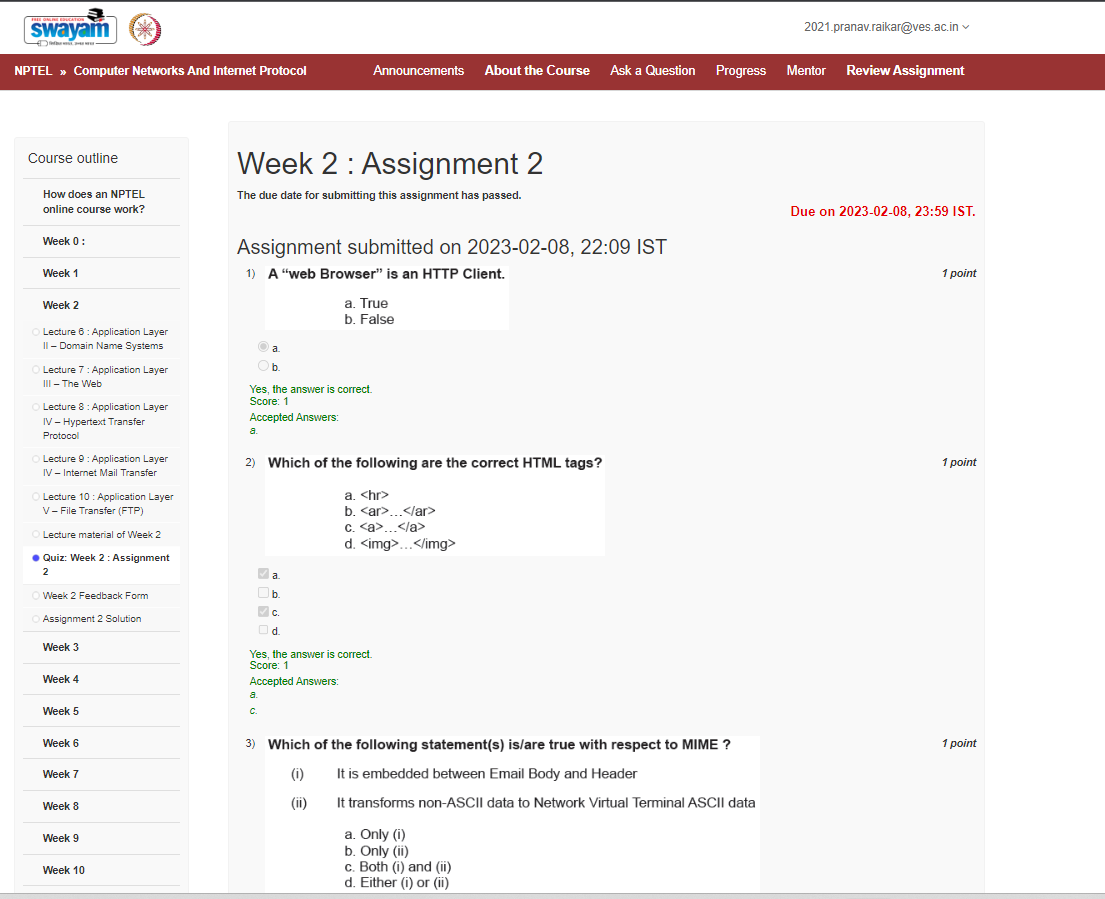 FREE ONLINE EDUCATION
swayam
2021.pranav.raikar@ves.ac.in
NPTEL » Computer Networks And Internet Protocol
Announcements About the Course Ask a Question Progress Mentor Review Assignment
Course outline
How does an NPTEL
online course work?
Week 0 :
Week 1
Week 2
Lecture 6 : Application Layer
II – Domain Name Systems
Lecture 7 : Application Layer
III – The Web
Lecture 8 : Application Layer
IV – Hypertext Transfer
Protocol
Lecture 9 : Application Layer
IV – Internet Mail Transfer
Lecture 10 : Application Layer
V – File Transfer (FTP)
Lecture material of Week 2
Quiz: Week 2 : Assignment
2
Week 2 Feedback Form
Assignment 2 Solution
Week 3
Week 4
Week 5
Week 6
Week 7
Week 8
Week 9
Week 10
Week 2 : Assignment 2
The due date for submitting this assignment has passed.
Due on 2023-02-08, 23:59 IST.
Assignment submitted on 2023-02-08, 22:09 IST
1) A “web Browser” is an HTTP Client. 1 point
a. True
b. False
a.
b.
Yes, the answer is correct.
Score: 1
Accepted Answers:
a.
2) Which of the following are the correct HTML tags? 1 point
a. <hr>
b. <ar>…</ar>
c. <a>…</a>
d. <img>…</img>
a.
b.
c.
d.
Yes, the answer is correct.
Score: 1
Accepted Answers:
a.
c.
3) Which of the following statement(s) is/are true with respect to MIME ? 1 point
(i) It is embedded between Email Body and Header
(ii) It transforms non-ASCII data to Network Virtual Terminal ASCII data
a. Only (i)
b. Only (ii)
c. Both (i) and (ii)
d. Either (i) or (ii)